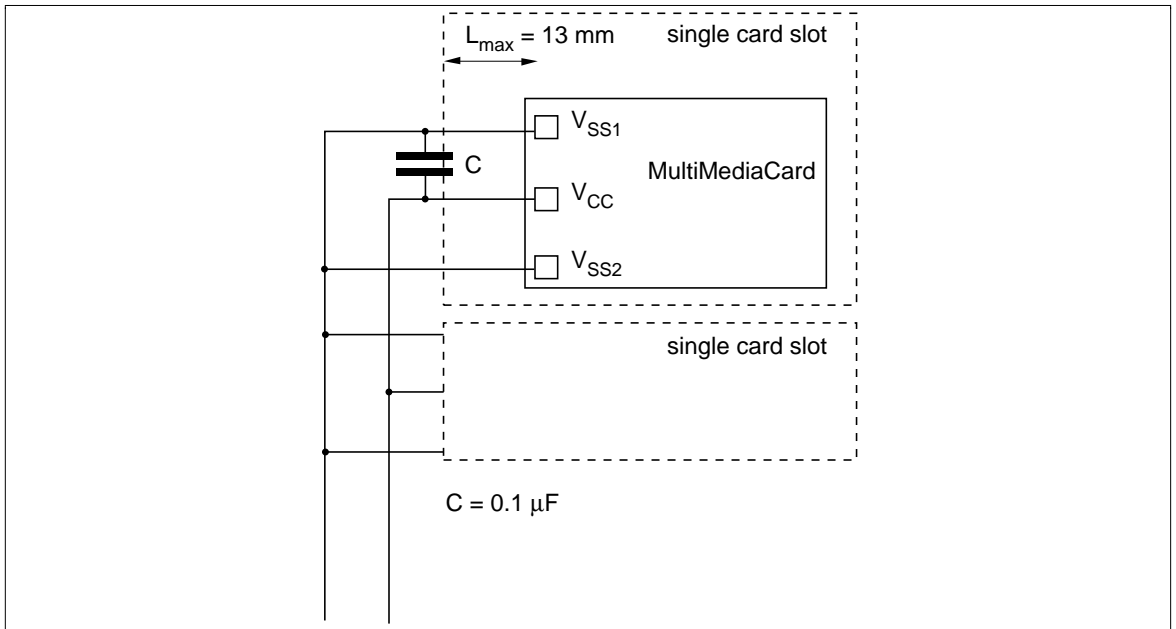 L_max = 13 mm
single card slot
V_SS1
C
MultiMediaCard
V_CC
V_SS2
single card slot
C = 0.1 μF